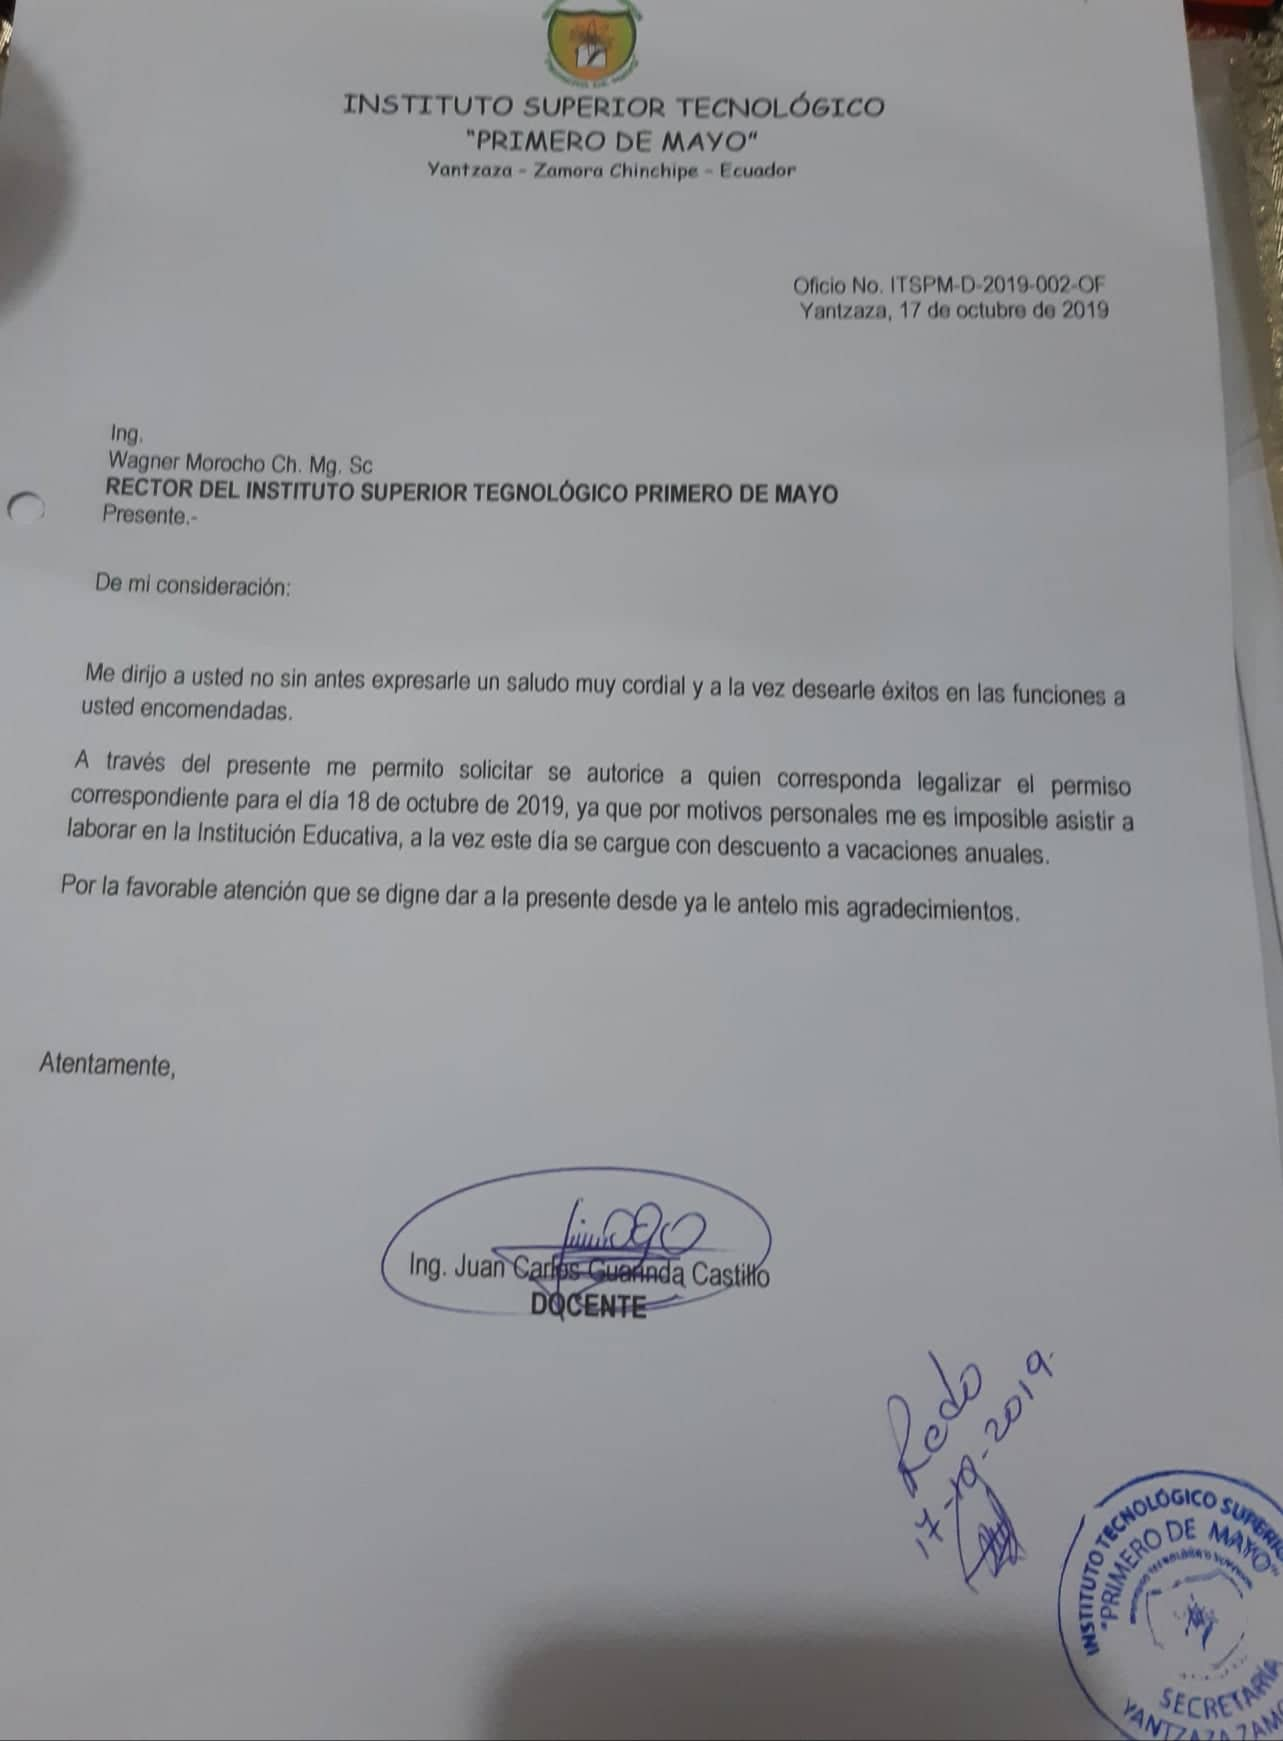 INSTITUTO SUPERIOR TECNOLÓGICO
"PRIMERO DE MAYO"
Yantzaza - Zamora Chinchipe - Ecuador
Oficio No. ITSPM-D-2019-002-OF
Yantzaza, 17 de octubre de 2019
Ing.
Wagner Morocho Ch. Mg. Sc
RECTOR DEL INSTITUTO SUPERIOR TEGNOLÓGICO PRIMERO DE MAYO
Presente.-
De mi consideración:
Me dirijo a usted no sin antes expresarle un saludo muy cordial y a la vez desearle éxitos en las funciones a
usted encomendadas.
A través del presente me permito solicitar se autorice a quien corresponda legalizar el permiso
correspondiente para el día 18 de octubre de 2019, ya que por motivos personales me es imposible asistir a
laborar en la Institución Educativa, a la vez este día se cargue con descuento a vacaciones anuales.
Por la favorable atención que se digne dar a la presente desde ya le antelo mis agradecimientos.
Atentamente,
Ing. Juan Carlos Guarinda Castillo
DOCENTE
17-10-2019.
INSTITUTO TECNOLÓGICO SUPERIO
"PRIMERO DE MAYO"
SECRETARIA
YANTZAZA ZAMO